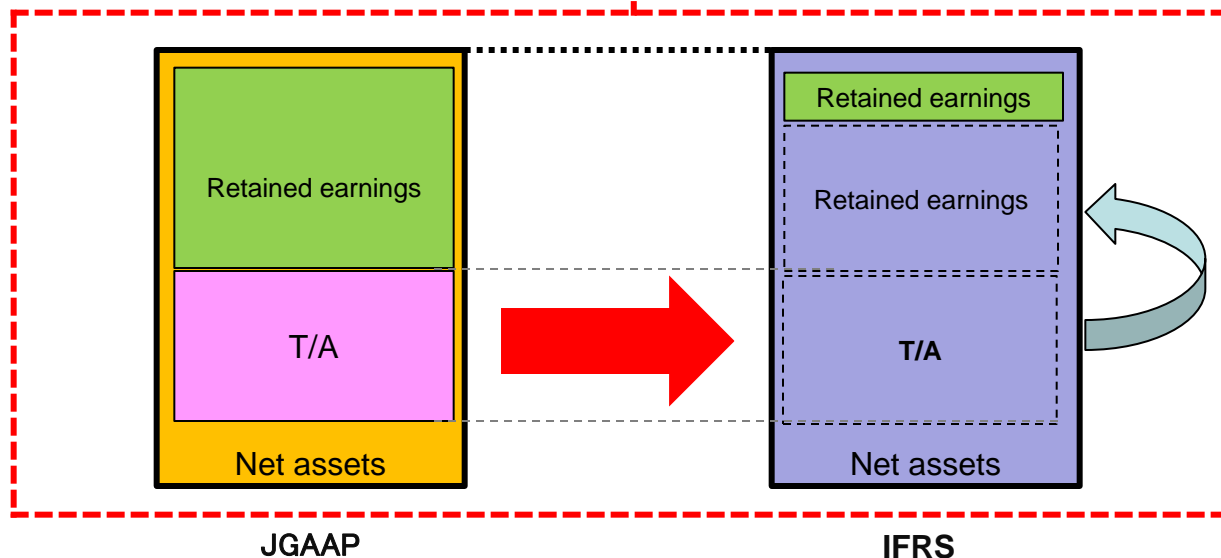 Retained earnings
T/A
Net assets
JGAAP
Retained earnings
Retained earnings
T/A
Net assets
IFRS